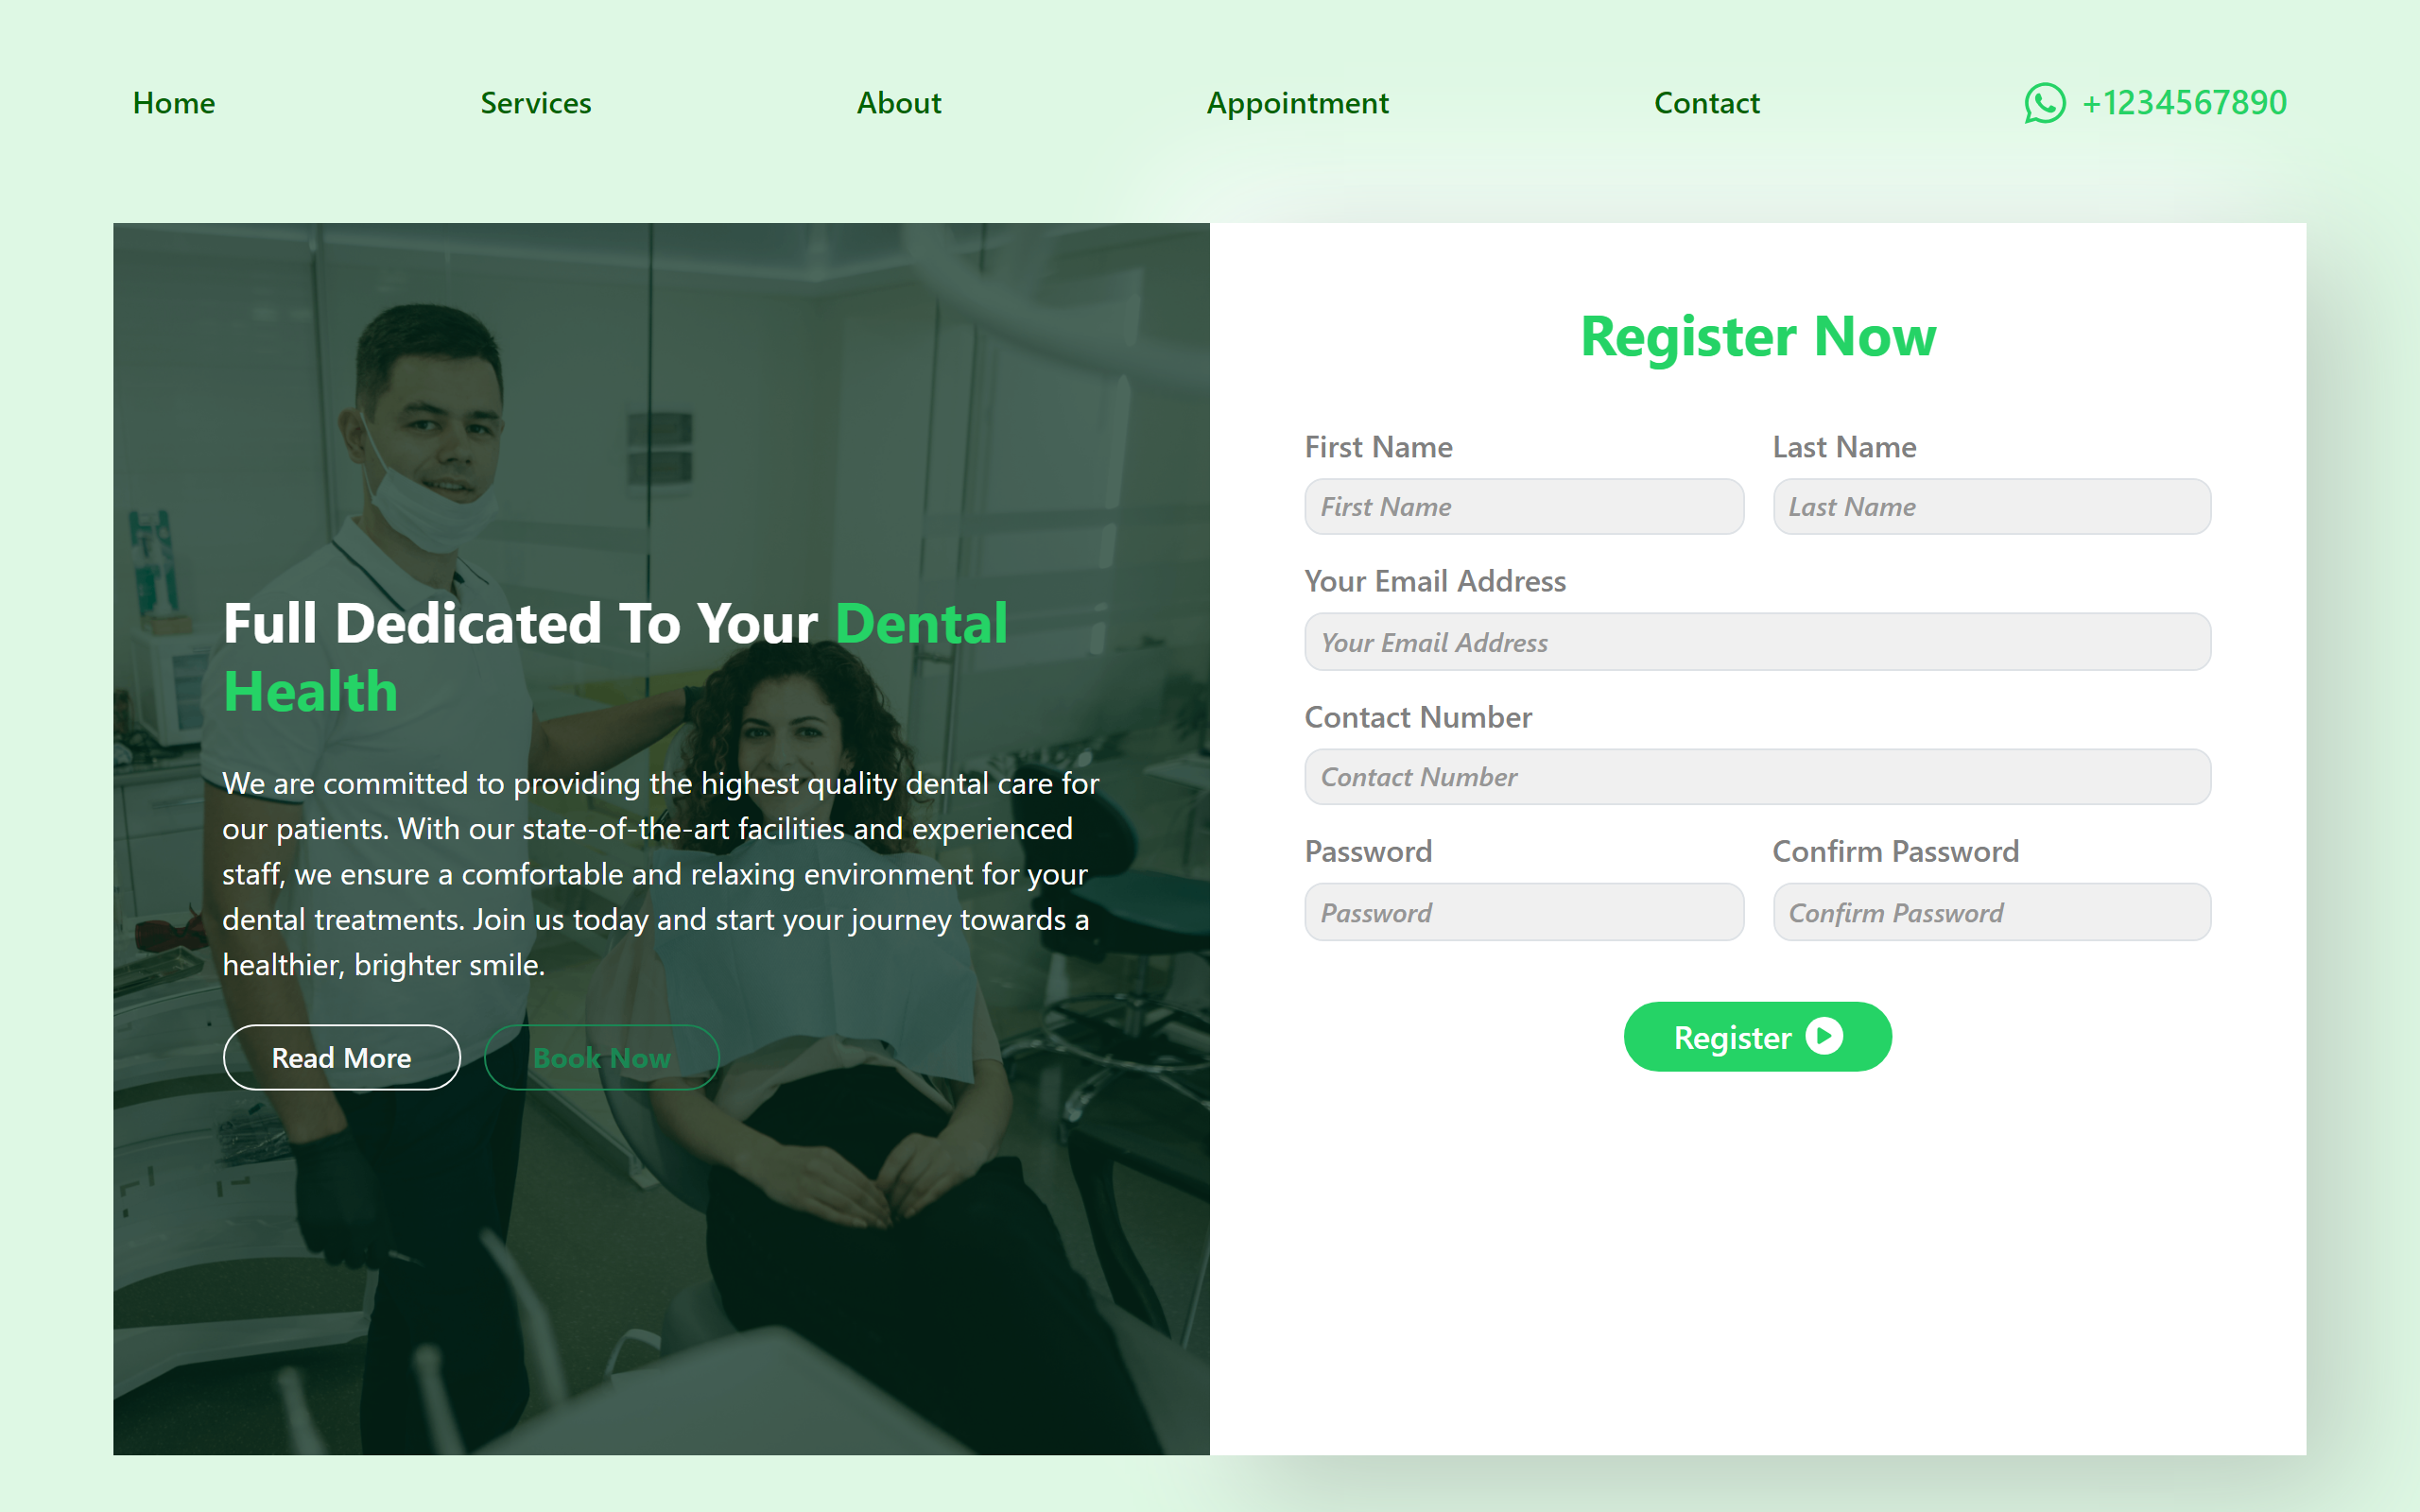 Home
Services
About
Appointment
Contact
+1234567890
Full Dedicated To Your Dental
Health
We are committed to providing the highest quality dental care for
our patients. With our state-of-the-art facilities and experienced
staff, we ensure a comfortable and relaxing environment for your
dental treatments. Join us today and start your journey towards a
healthier, brighter smile.
Read More
Book Now
Register Now
First Name
Last Name
First Name
Last Name
Your Email Address
Your Email Address
Contact Number
Contact Number
Password
Confirm Password
Password
Confirm Password
Register